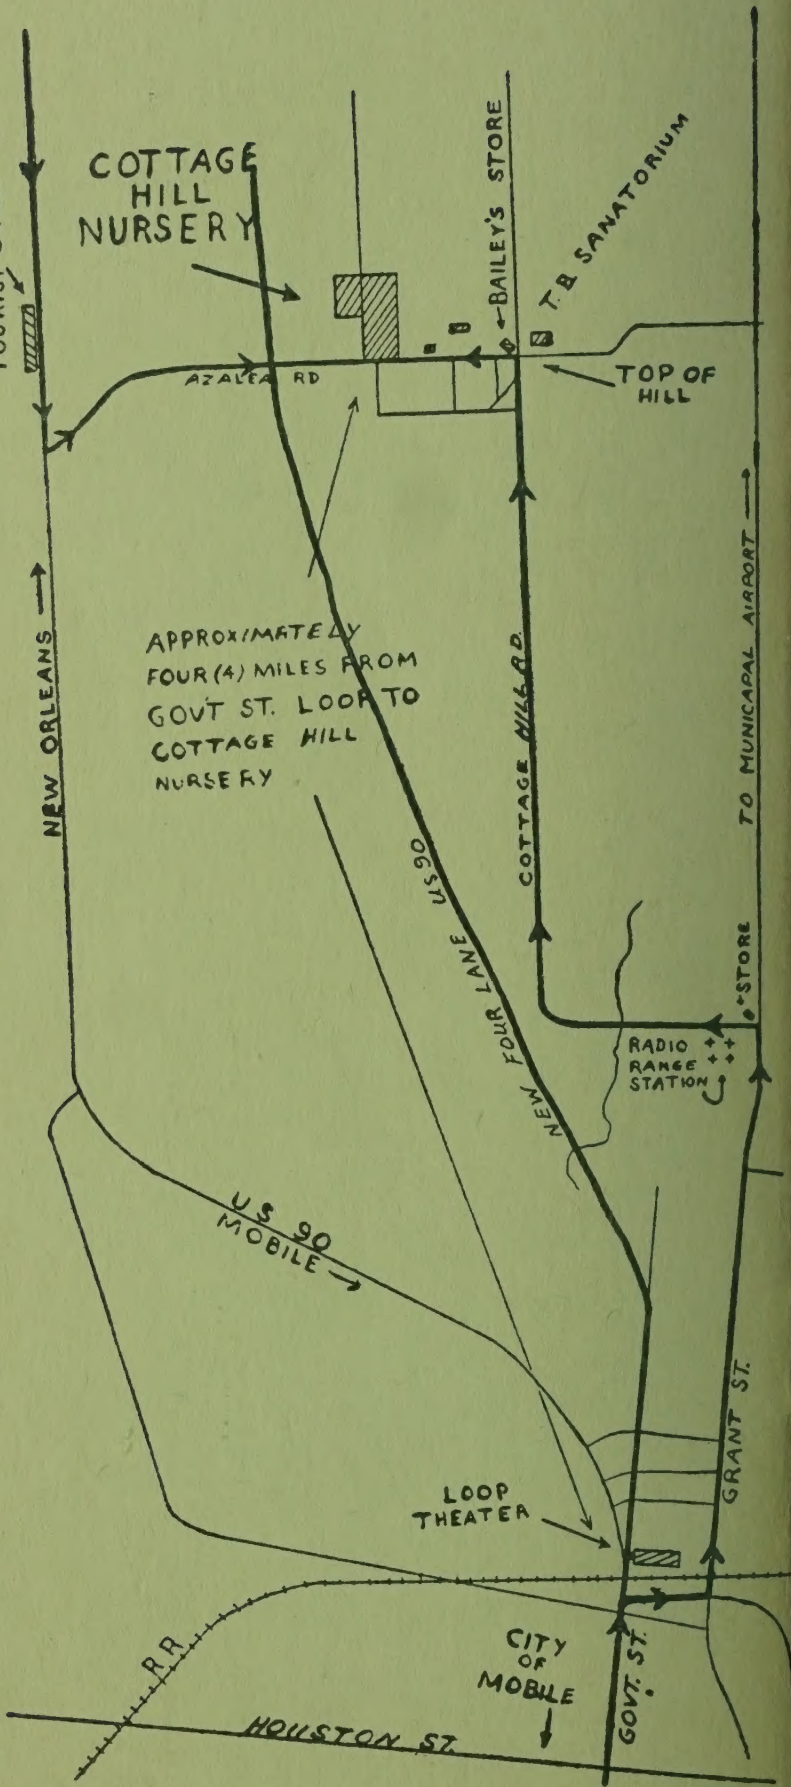 COTTAGE
HILL
NURSERY
←BAILEY'S STORE
T. B. SANATORIUM
AZALEA RD
TOP OF
HILL
NEW ORLEANS →
APPROXIMATELY
FOUR (4) MILES FROM
GOV'T ST. LOOP TO
COTTAGE HILL
NURSERY
COTTAGE HILL RD.
TO MUNICAPAL AIRPORT →
NEW FOUR LANE US 90
STORE
RADIO
RANGE
STATION
US 90
MOBILE →
GRANT ST.
LOOP
THEATER
RR
CITY
OF
MOBILE
GOVT. ST.
HOUSTON ST.